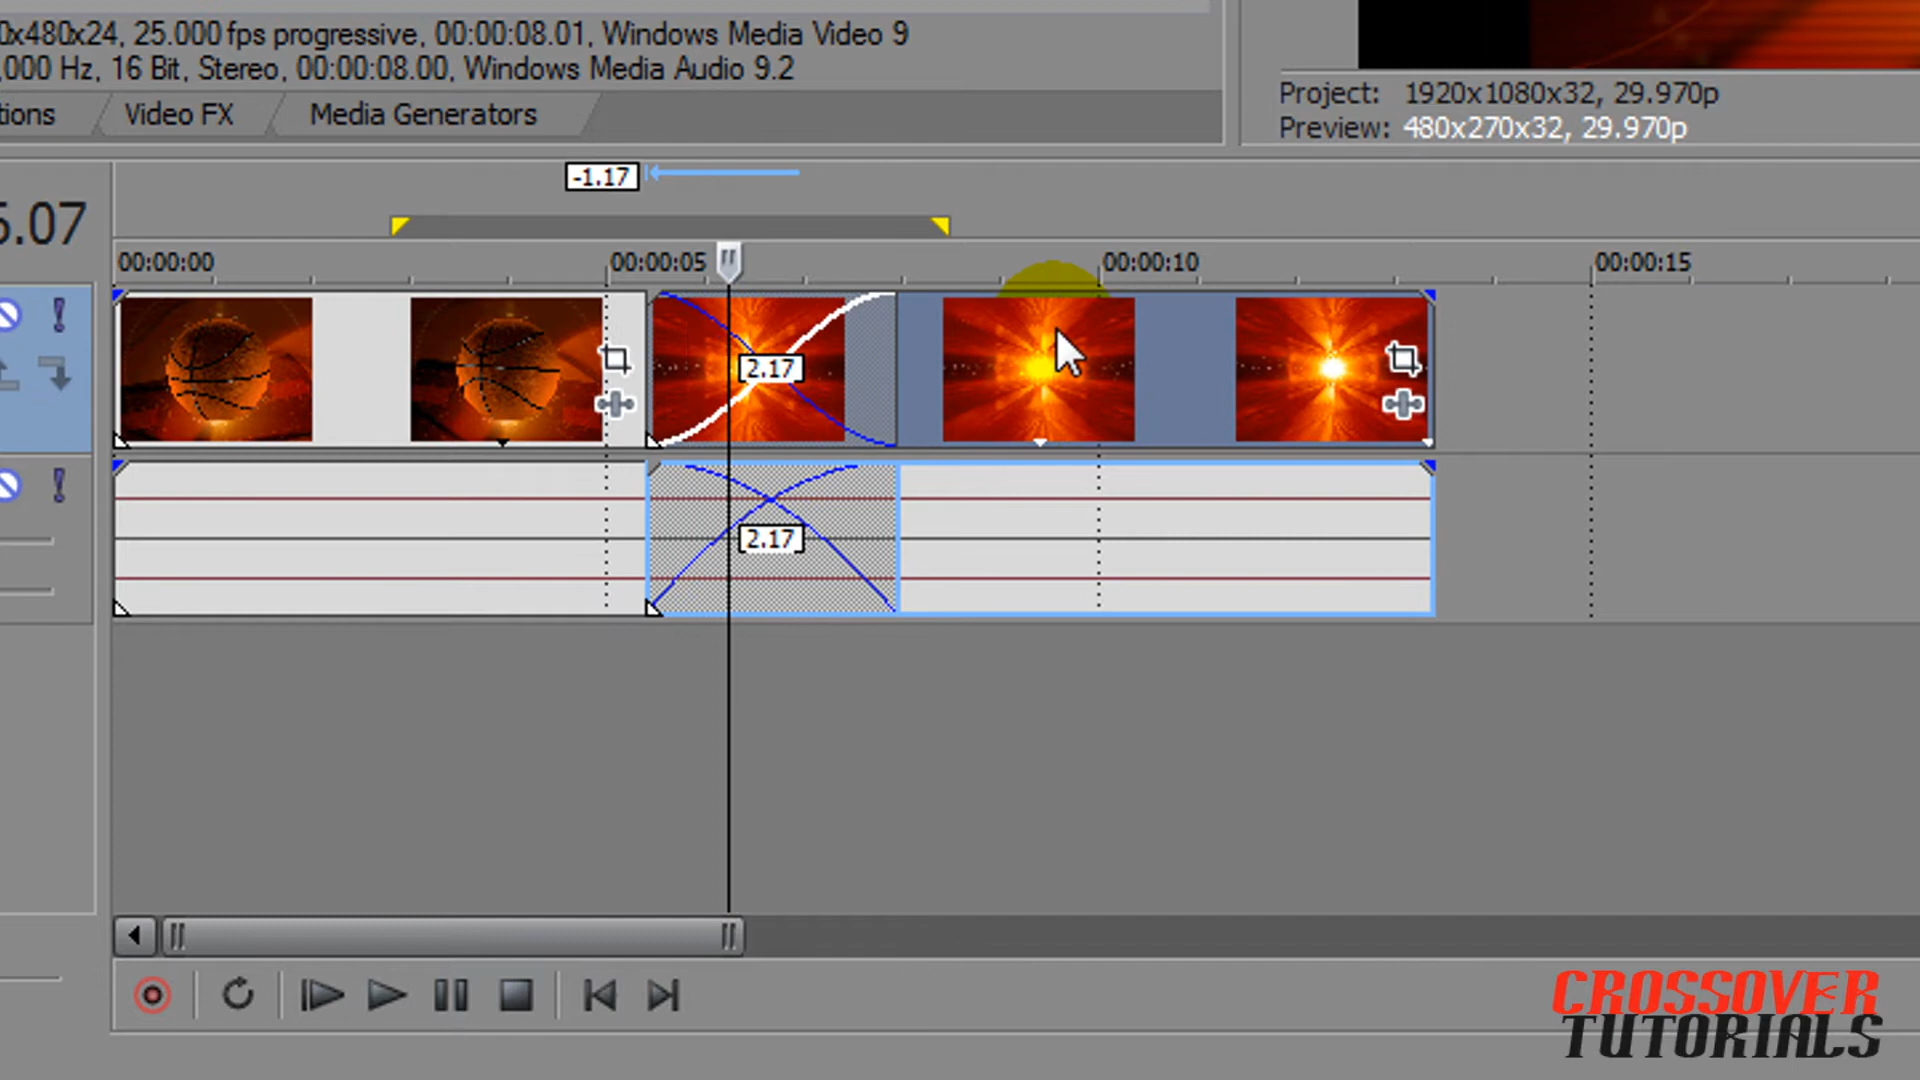 0x480x24, 25.000 fps progressive, 00:00:08.01, Windows Media Video 9
,000 Hz, 16 Bit, Stereo, 00:00:08.00, Windows Media Audio 9.2
tions Video FX Media Generators
Project: 1920x1080x32, 29.970p
Preview: 480x270x32, 29.970p
-1.17
5.07
00:00:00 00:00:05 00:00:10 00:00:15
2.17
2.17
CROSSOVER
TUTORIALS